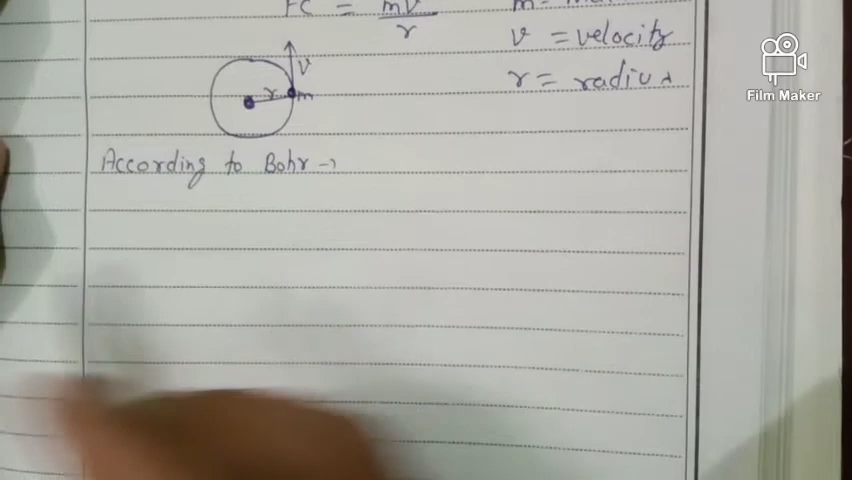 FC = mv
r
v = velocity
r = radius
v
r m
According to Bohr →
Film Maker